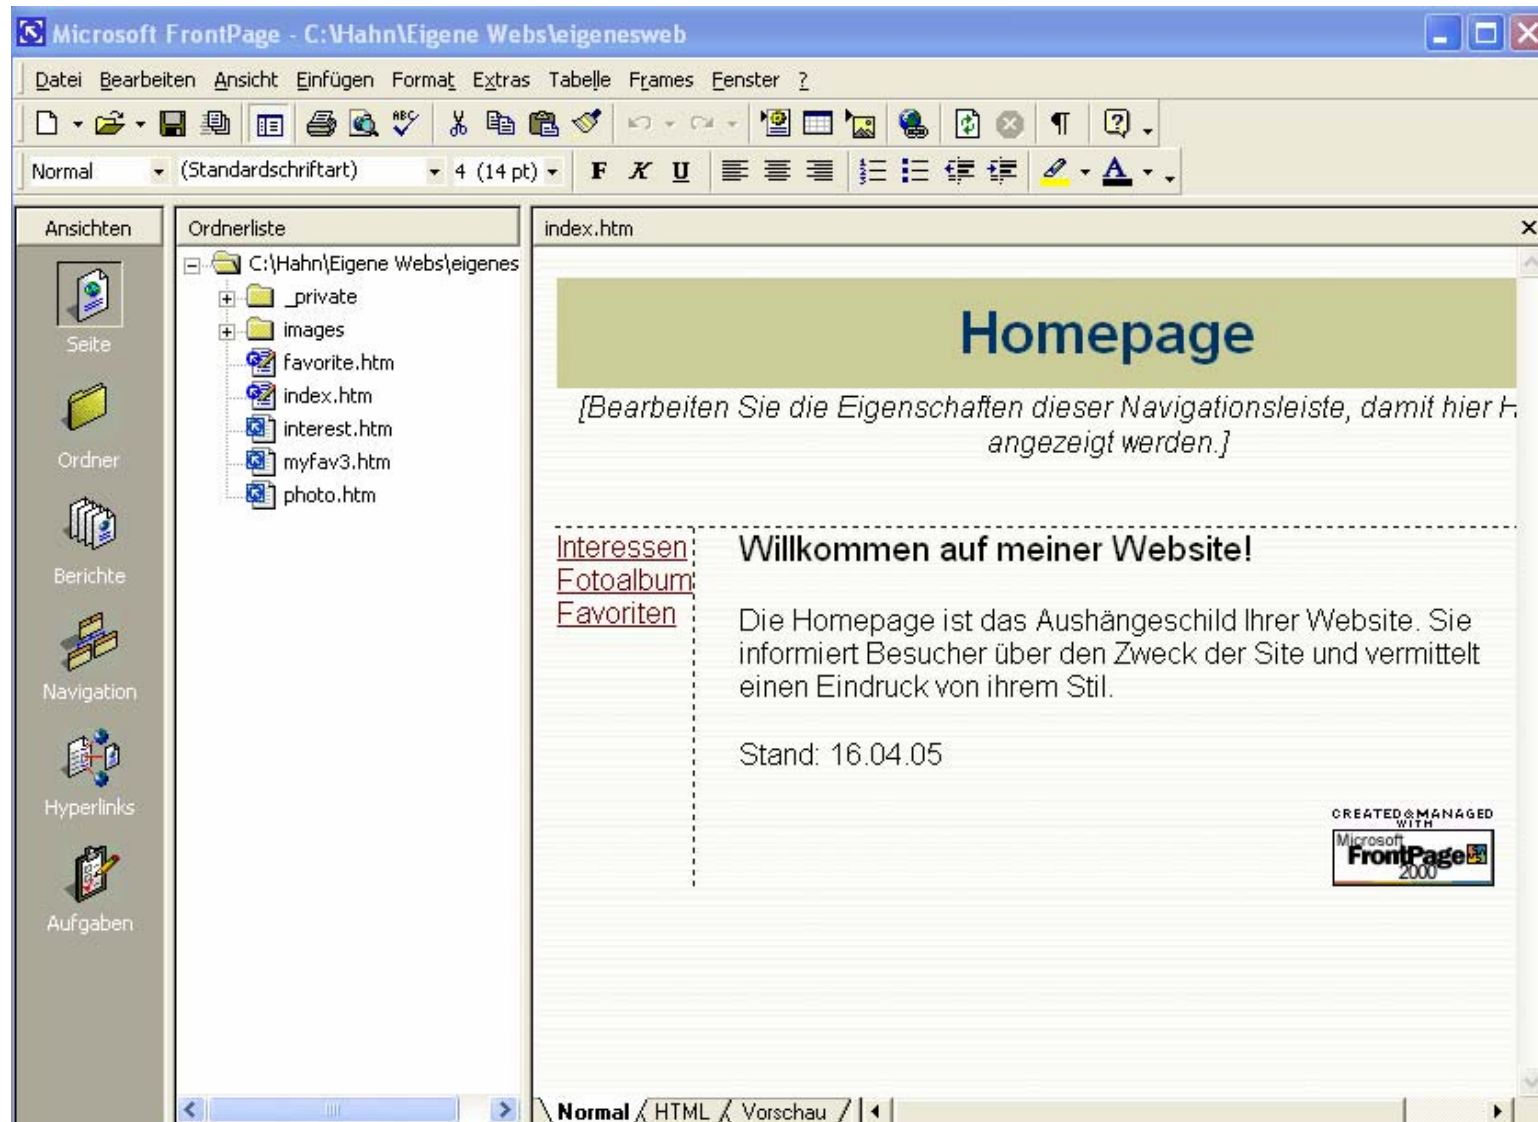 Microsoft FrontPage - C:\Hahn\Eigene Webs\eigenesweb
Datei Bearbeiten Ansicht Einfügen Format Extras Tabelle Frames Fenster ?
ABC
Normal (Standardschriftart) 4 (14 pt) F K U A
Ansichten
Seite
Ordner
Berichte
Navigation
Hyperlinks
Aufgaben
Ordnerliste
C:\Hahn\Eigene Webs\eigenes
_private
images
favorite.htm
index.htm
interest.htm
myfav3.htm
photo.htm
index.htm
Homepage
[Bearbeiten Sie die Eigenschaften dieser Navigationsleiste, damit hier H
angezeigt werden.]
Interessen
Fotoalbum
Favoriten
Willkommen auf meiner Website!
Die Homepage ist das Aushängeschild Ihrer Website. Sie
informiert Besucher über den Zweck der Site und vermittelt
einen Eindruck von ihrem Stil.
Stand: 16.04.05
CREATED & MANAGED
WITH
Microsoft
FrontPage
2000
Normal HTML Vorschau